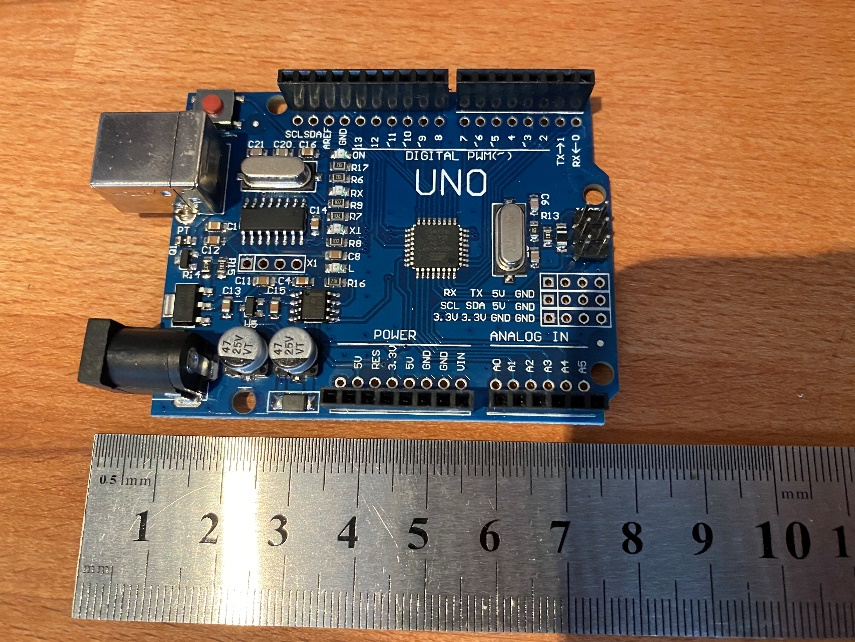 SCL SDA AREF GND 13 12 ~11 ~10 ~9 8 7 ~6 ~5 4 ~3 2 TX→1 RX←0
DIGITAL PWM(~)
UNO
C21 C20 C16
ON
R17
R6
RX
R9
R7
TX
R8
C8
L
R16
C14
C6
R13
PT
C12
R14
R15
X1
C11 C4
C13 C15
RX TX 5V GND
SCL SDA 5V GND
3.3V 3.3V GND GND
POWER
ANALOG IN
5V RES 3.3V 5V GND GND VIN
A0 A1 A2 A3 A4 A5
47
25V
VT
47
25V
VT
0.5 mm
mm
1 2 3 4 5 6 7 8 9 10 1